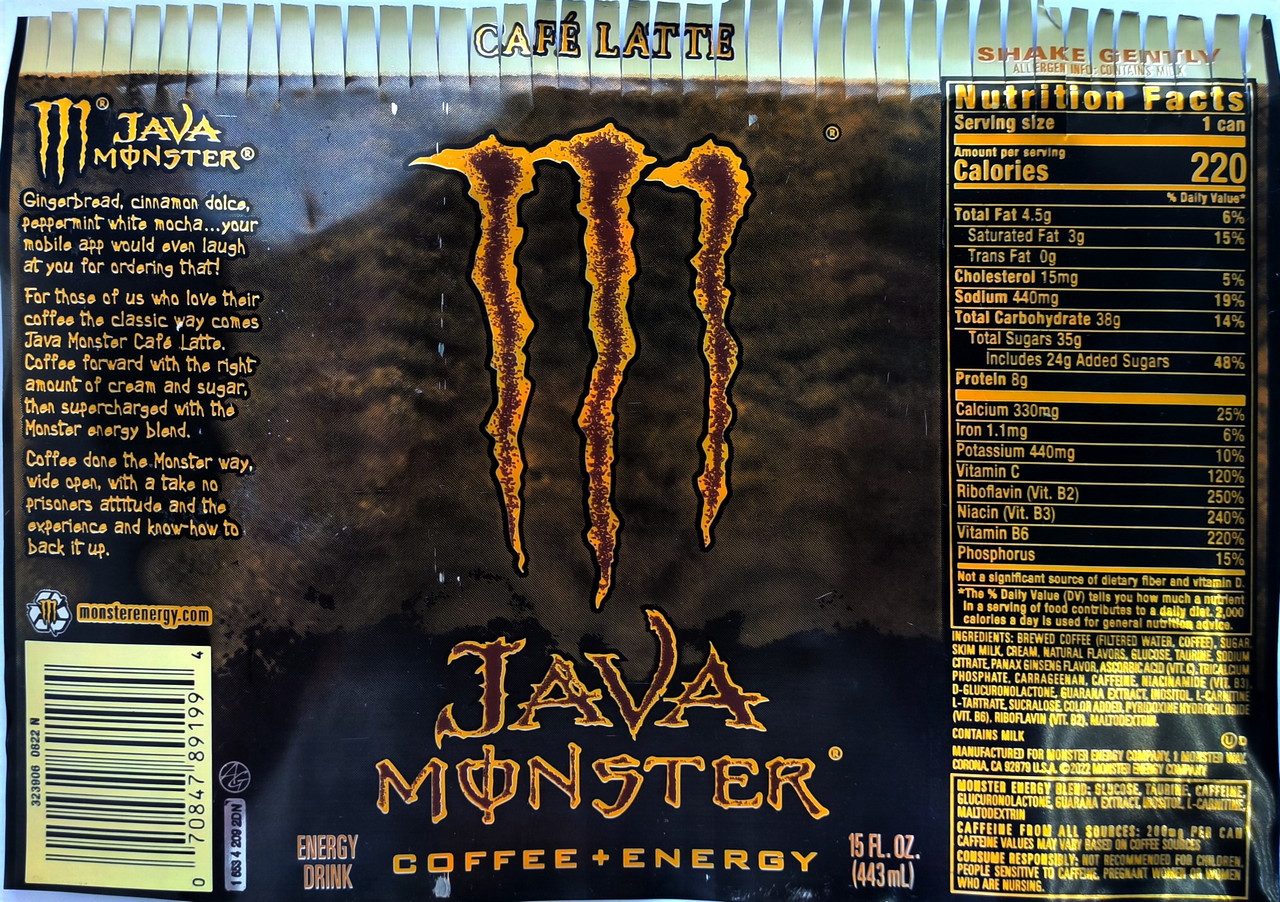 CAFÉ LATTE
JAVA
MONSTER®
Gingerbread, cinnamon dolce,
peppermint white mocha...your
mobile app would even laugh
at you for ordering that!
For those of us who love their
coffee the classic way comes
Java Monster Café Latte.
Coffee forward with the right
amount of cream and sugar,
then supercharged with the
Monster energy blend.
Coffee done the Monster way,
wide open, with a take no
prisoners attitude and the
experience and know-how to
back it up.
monsterenergy.com
323906 0822 N
0 70847 89199 4
1 653 4 209 2DN
®
JAVA
MONSTER®
COFFEE+ENERGY
ENERGY
DRINK
15 FL. OZ.
(443 mL)
SHAKE GENTLY
ALLERGEN INFO: CONTAINS MILK
Nutrition Facts
Serving size 1 can
Amount per serving
Calories 220
% Daily Value*
Total Fat 4.5g 6%
Saturated Fat 3g 15%
Trans Fat 0g
Cholesterol 15mg 5%
Sodium 440mg 19%
Total Carbohydrate 38g 14%
Total Sugars 35g
Includes 24g Added Sugars 48%
Protein 8g
Calcium 330mg 25%
Iron 1.1mg 6%
Potassium 440mg 10%
Vitamin C 120%
Riboflavin (Vit. B2) 250%
Niacin (Vit. B3) 240%
Vitamin B6 220%
Phosphorus 15%
Not a significant source of dietary fiber and vitamin D.
*The % Daily Value (DV) tells you how much a nutrient
in a serving of food contributes to a daily diet. 2,000
calories a day is used for general nutrition advice.
INGREDIENTS: BREWED COFFEE (FILTERED WATER, COFFEE), SUGAR,
SKIM MILK, CREAM, NATURAL FLAVORS, GLUCOSE, TAURINE, SODIUM
CITRATE, PANAX GINSENG FLAVOR, ASCORBIC ACID (VIT. C), TRICALCIUM
PHOSPHATE, CARRAGEENAN, CAFFEINE, NIACINAMIDE (VIT. B3),
D-GLUCURONOLACTONE, GUARANA EXTRACT, INOSITOL, L-CARNITINE
L-TARTRATE, SUCRALOSE, COLOR ADDED, PYRIDOXINE HYDROCHLORIDE
(VIT. B6), RIBOFLAVIN (VIT. B2), MALTODEXTRIN.
CONTAINS MILK
U D
MANUFACTURED FOR MONSTER ENERGY COMPANY, 1 MONSTER WAY,
CORONA, CA 92879 U.S.A. ©2022 MONSTER ENERGY COMPANY
MONSTER ENERGY BLEND: GLUCOSE, TAURINE, CAFFEINE,
GLUCURONOLACTONE, GUARANA EXTRACT, INOSITOL, L-CARNITINE,
MALTODEXTRIN
CAFFEINE FROM ALL SOURCES: 200mg PER CAN
CAFFEINE VALUES MAY VARY BASED ON COFFEE SOURCES
CONSUME RESPONSIBLY: NOT RECOMMENDED FOR CHILDREN,
PEOPLE SENSITIVE TO CAFFEINE, PREGNANT WOMEN OR WOMEN
WHO ARE NURSING.